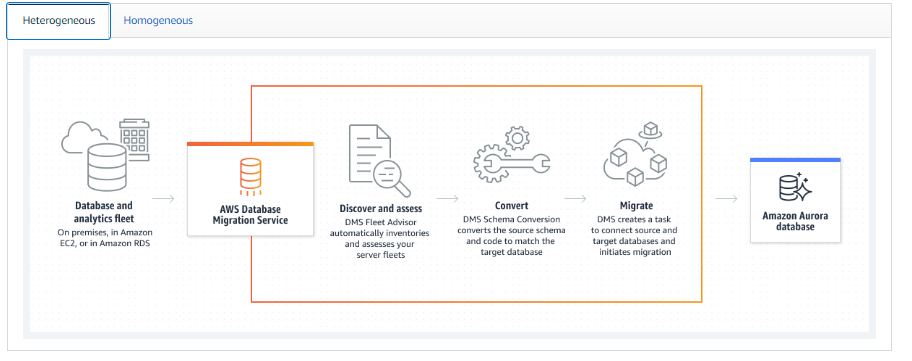 Heterogeneous
Homogeneous
Database and
analytics fleet
On premises, in Amazon
EC2, or in Amazon RDS
AWS Database
Migration Service
Discover and assess
DMS Fleet Advisor
automatically inventories
and assesses your
server fleets
Convert
DMS Schema Conversion
converts the source schema
and code to match the
target database
Migrate
DMS creates a task
to connect source and
target databases and
initiates migration
Amazon Aurora
database